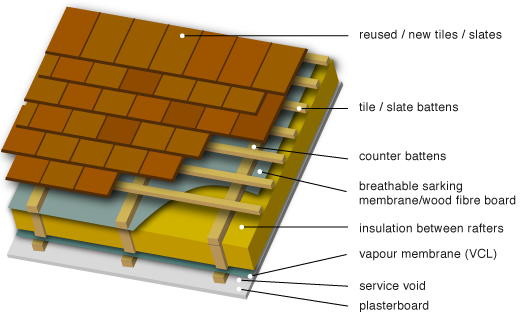 reused / new tiles / slates
tile / slate battens
counter battens
breathable sarking
membrane/wood fibre board
insulation between rafters
vapour membrane (VCL)
service void
plasterboard